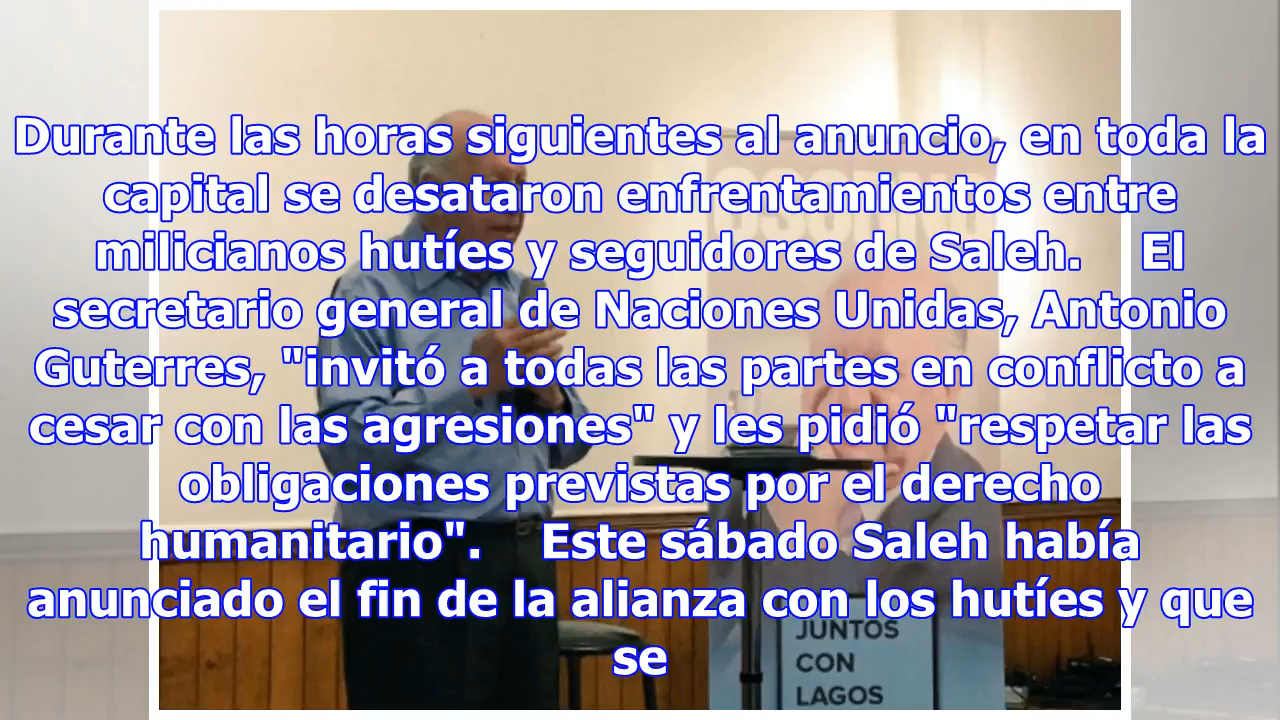 Durante las horas siguientes al anuncio, en toda la
capital se desataron enfrentamientos entre
milicianos hutíes y seguidores de Saleh.    El
secretario general de Naciones Unidas, Antonio
Guterres, "invitó a todas las partes en conflicto a
cesar con las agresiones" y les pidió "respetar las
obligaciones previstas por el derecho
humanitario".    Este sábado Saleh había
anunciado el fin de la alianza con los hutíes y que
se
JUNTOS
CON
LAGOS